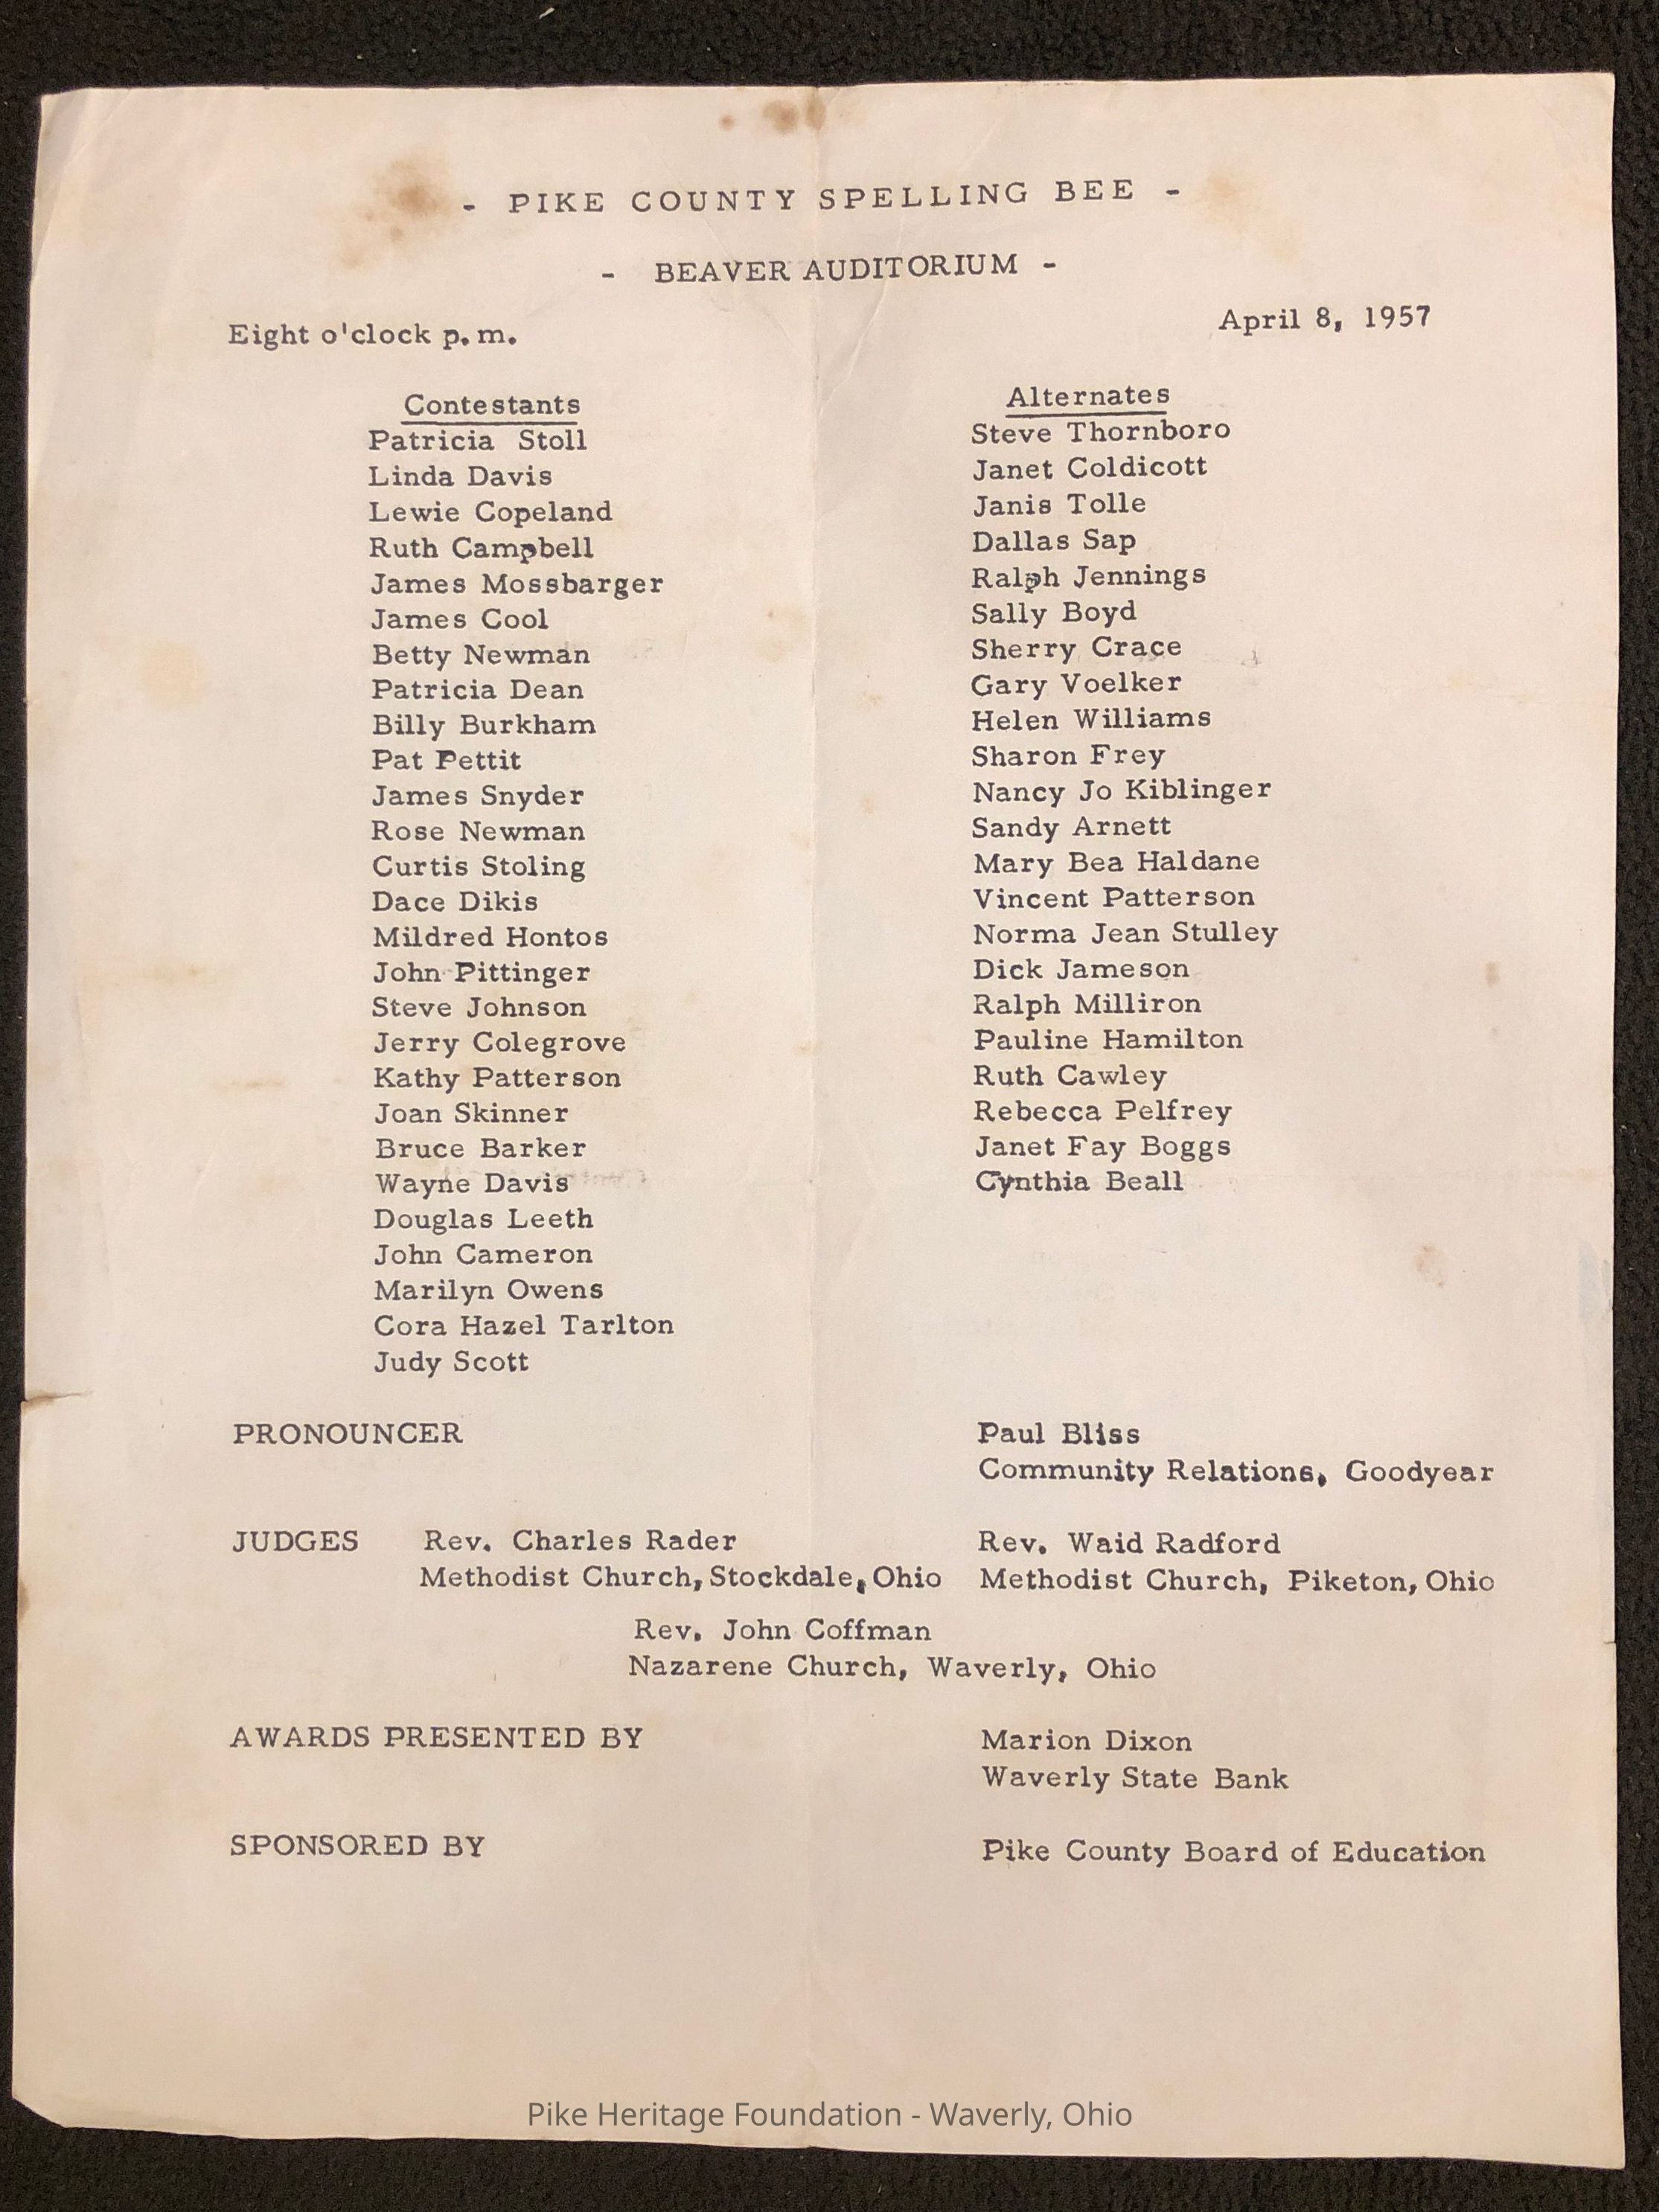 - PIKE COUNTY SPELLING BEE -
- BEAVER AUDITORIUM -
Eight o'clock p.m.
April 8, 1957
Contestants
Patricia Stoll
Linda Davis
Lewie Copeland
Ruth Campbell
James Mossbarger
James Cool
Betty Newman
Patricia Dean
Billy Burkham
Pat Pettit
James Snyder
Rose Newman
Curtis Stoling
Dace Dikis
Mildred Hontos
John Pittinger
Steve Johnson
Jerry Colegrove
Kathy Patterson
Joan Skinner
Bruce Barker
Wayne Davis
Douglas Leeth
John Cameron
Marilyn Owens
Cora Hazel Tarlton
Judy Scott
Alternates
Steve Thornboro
Janet Coldicott
Janis Tolle
Dallas Sap
Ralph Jennings
Sally Boyd
Sherry Crace
Gary Voelker
Helen Williams
Sharon Frey
Nancy Jo Kiblinger
Sandy Arnett
Mary Bea Haldane
Vincent Patterson
Norma Jean Stulley
Dick Jameson
Ralph Milliron
Pauline Hamilton
Ruth Cawley
Rebecca Pelfrey
Janet Fay Boggs
Cynthia Beall
PRONOUNCER
Paul Bliss
Community Relations, Goodyear
JUDGES
Rev. Charles Rader
Methodist Church, Stockdale, Ohio
Rev. Waid Radford
Methodist Church, Piketon, Ohio
Rev. John Coffman
Nazarene Church, Waverly, Ohio
AWARDS PRESENTED BY
Marion Dixon
Waverly State Bank
SPONSORED BY
Pike County Board of Education
Pike Heritage Foundation - Waverly, Ohio